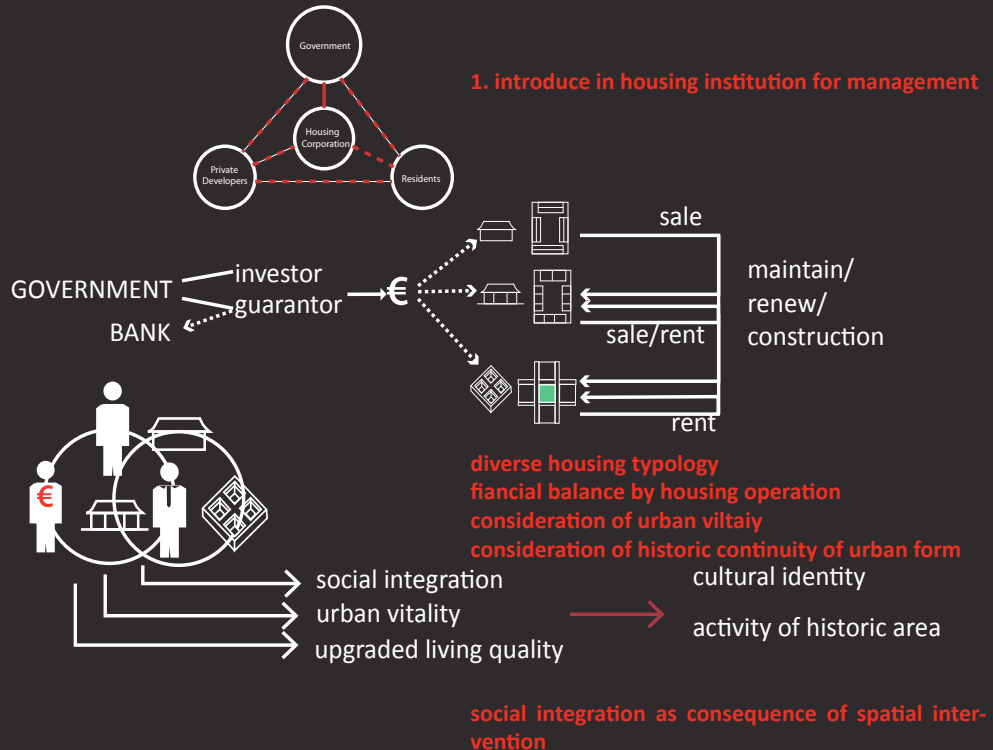 Government
1. introduce in housing institution for management
Housing
Corporation
Private
Developers
Residents
sale
GOVERNMENT
investor
guarantor
BANK
€
maintain/
renew/
construction
sale/rent
rent
€
diverse housing typology
fiancial balance by housing operation
consideration of urban viltaiy
consideration of historic continuity of urban form
social integration
urban vitality
upgraded living quality
cultural identity
activity of historic area
social integration as consequence of spatial inter-
vention